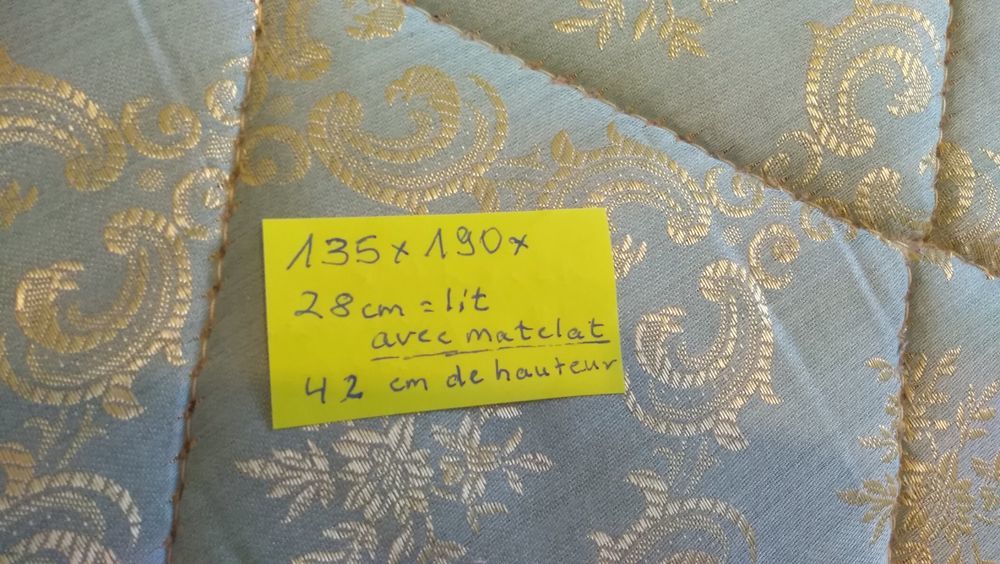 135 x 190 x
28 cm = lit
avec matelat
42 cm de hauteur